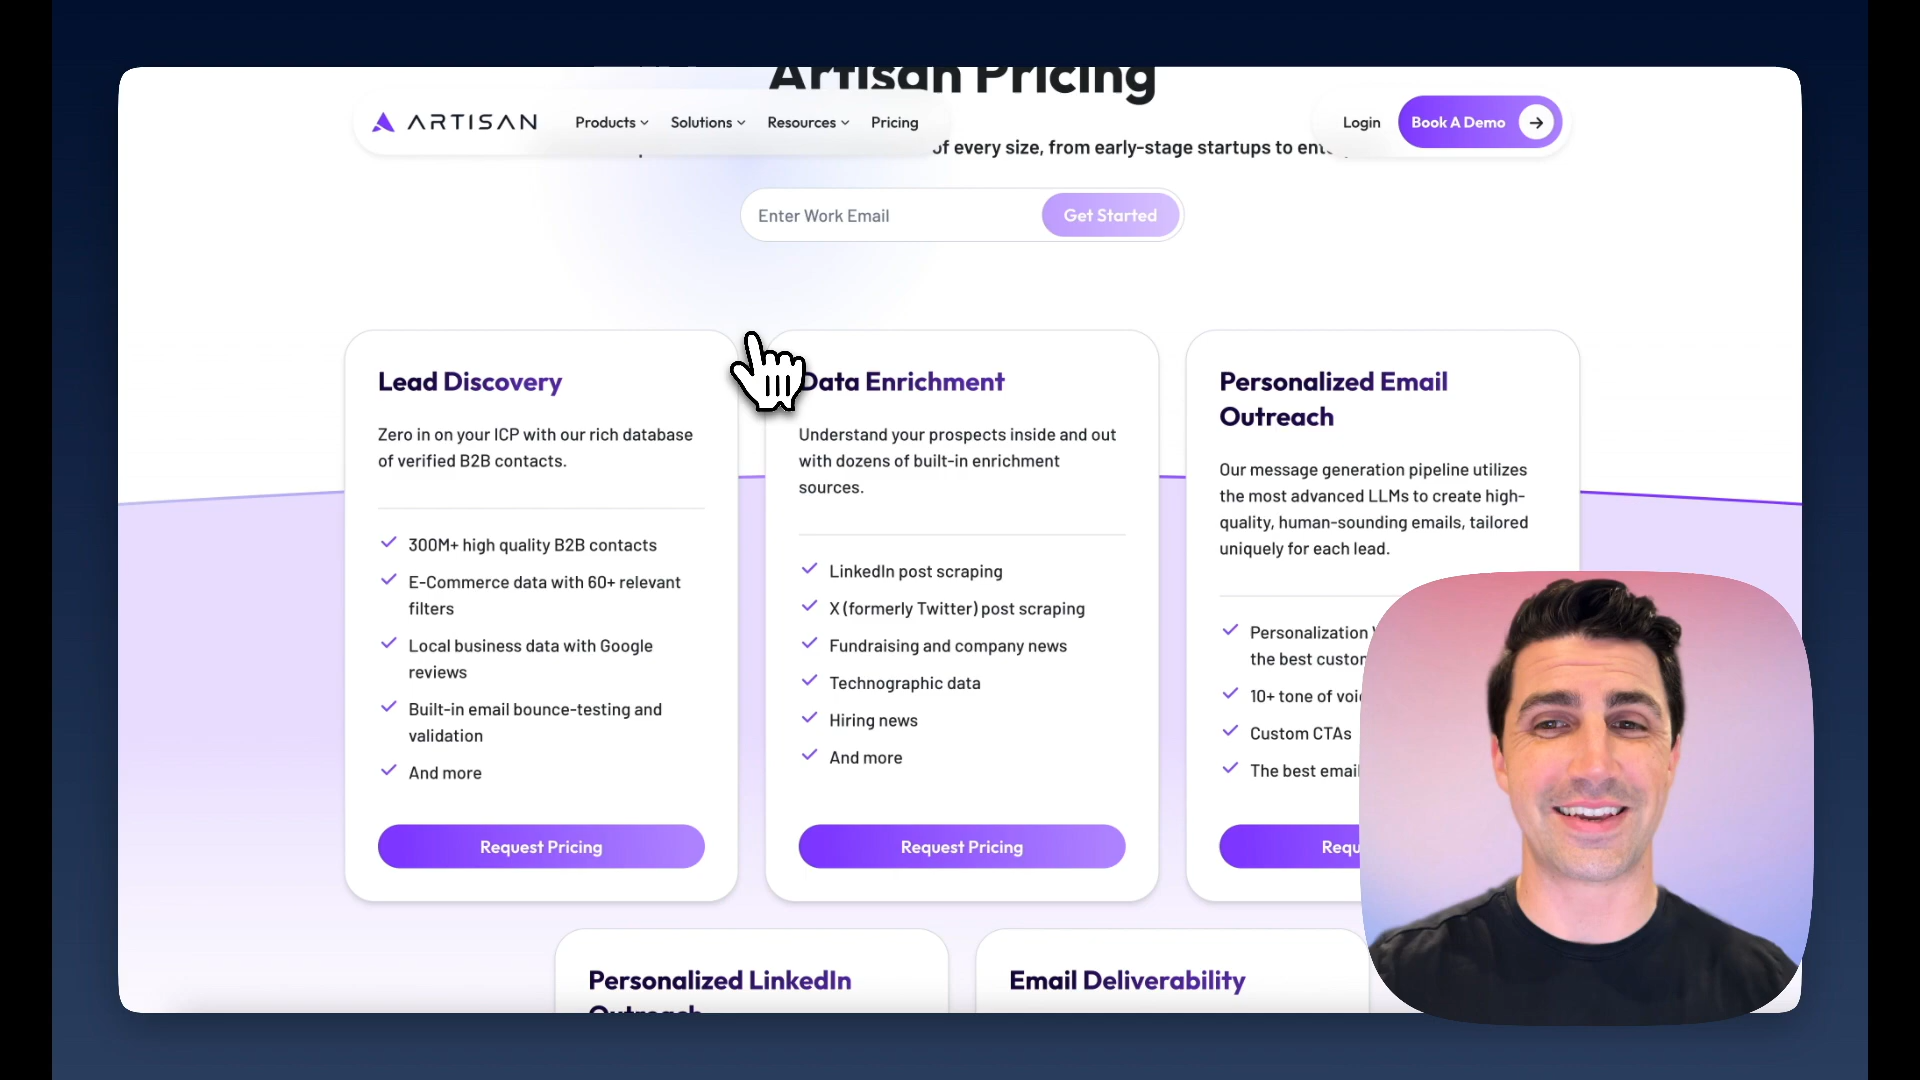 Artisan Pricing
ARTISAN
Products
Solutions
Resources
Pricing
Login
Book A Demo
of every size, from early-stage startups to
Enter Work Email
Get Started
Lead Discovery
Zero in on your ICP with our rich database
of verified B2B contacts.
300M+ high quality B2B contacts
E-Commerce data with 60+ relevant
filters
Local business data with Google
reviews
Built-in email bounce-testing and
validation
And more
Request Pricing
Data Enrichment
Understand your prospects inside and out
with dozens of built-in enrichment
sources.
LinkedIn post scraping
X (formerly Twitter) post scraping
Fundraising and company news
Technographic data
Hiring news
And more
Request Pricing
Personalized Email
Outreach
Our message generation pipeline utilizes
the most advanced LLMs to create high-
quality, human-sounding emails, tailored
uniquely for each lead.
Personalization
the best
10+ tone of
Custom CTAs
The best email
Personalized LinkedIn
Outreach
Email Deliverability